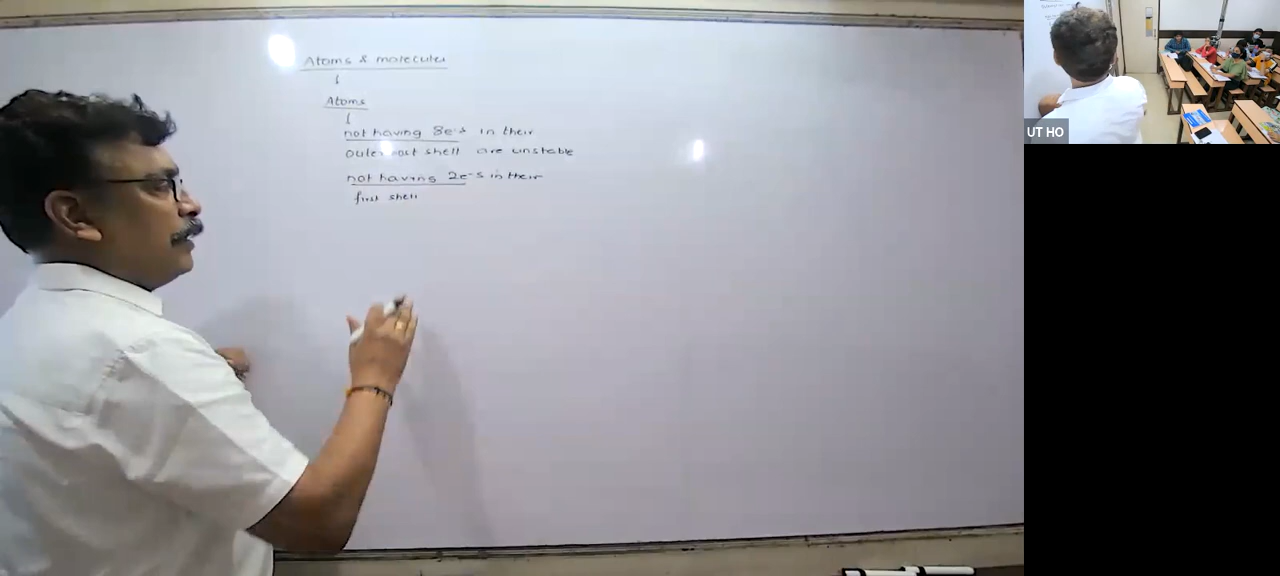 Atoms & molecules
Atoms
not having 8e-s in their
outer most shell are unstable
not having 2e-s in their
first shell
UT HO